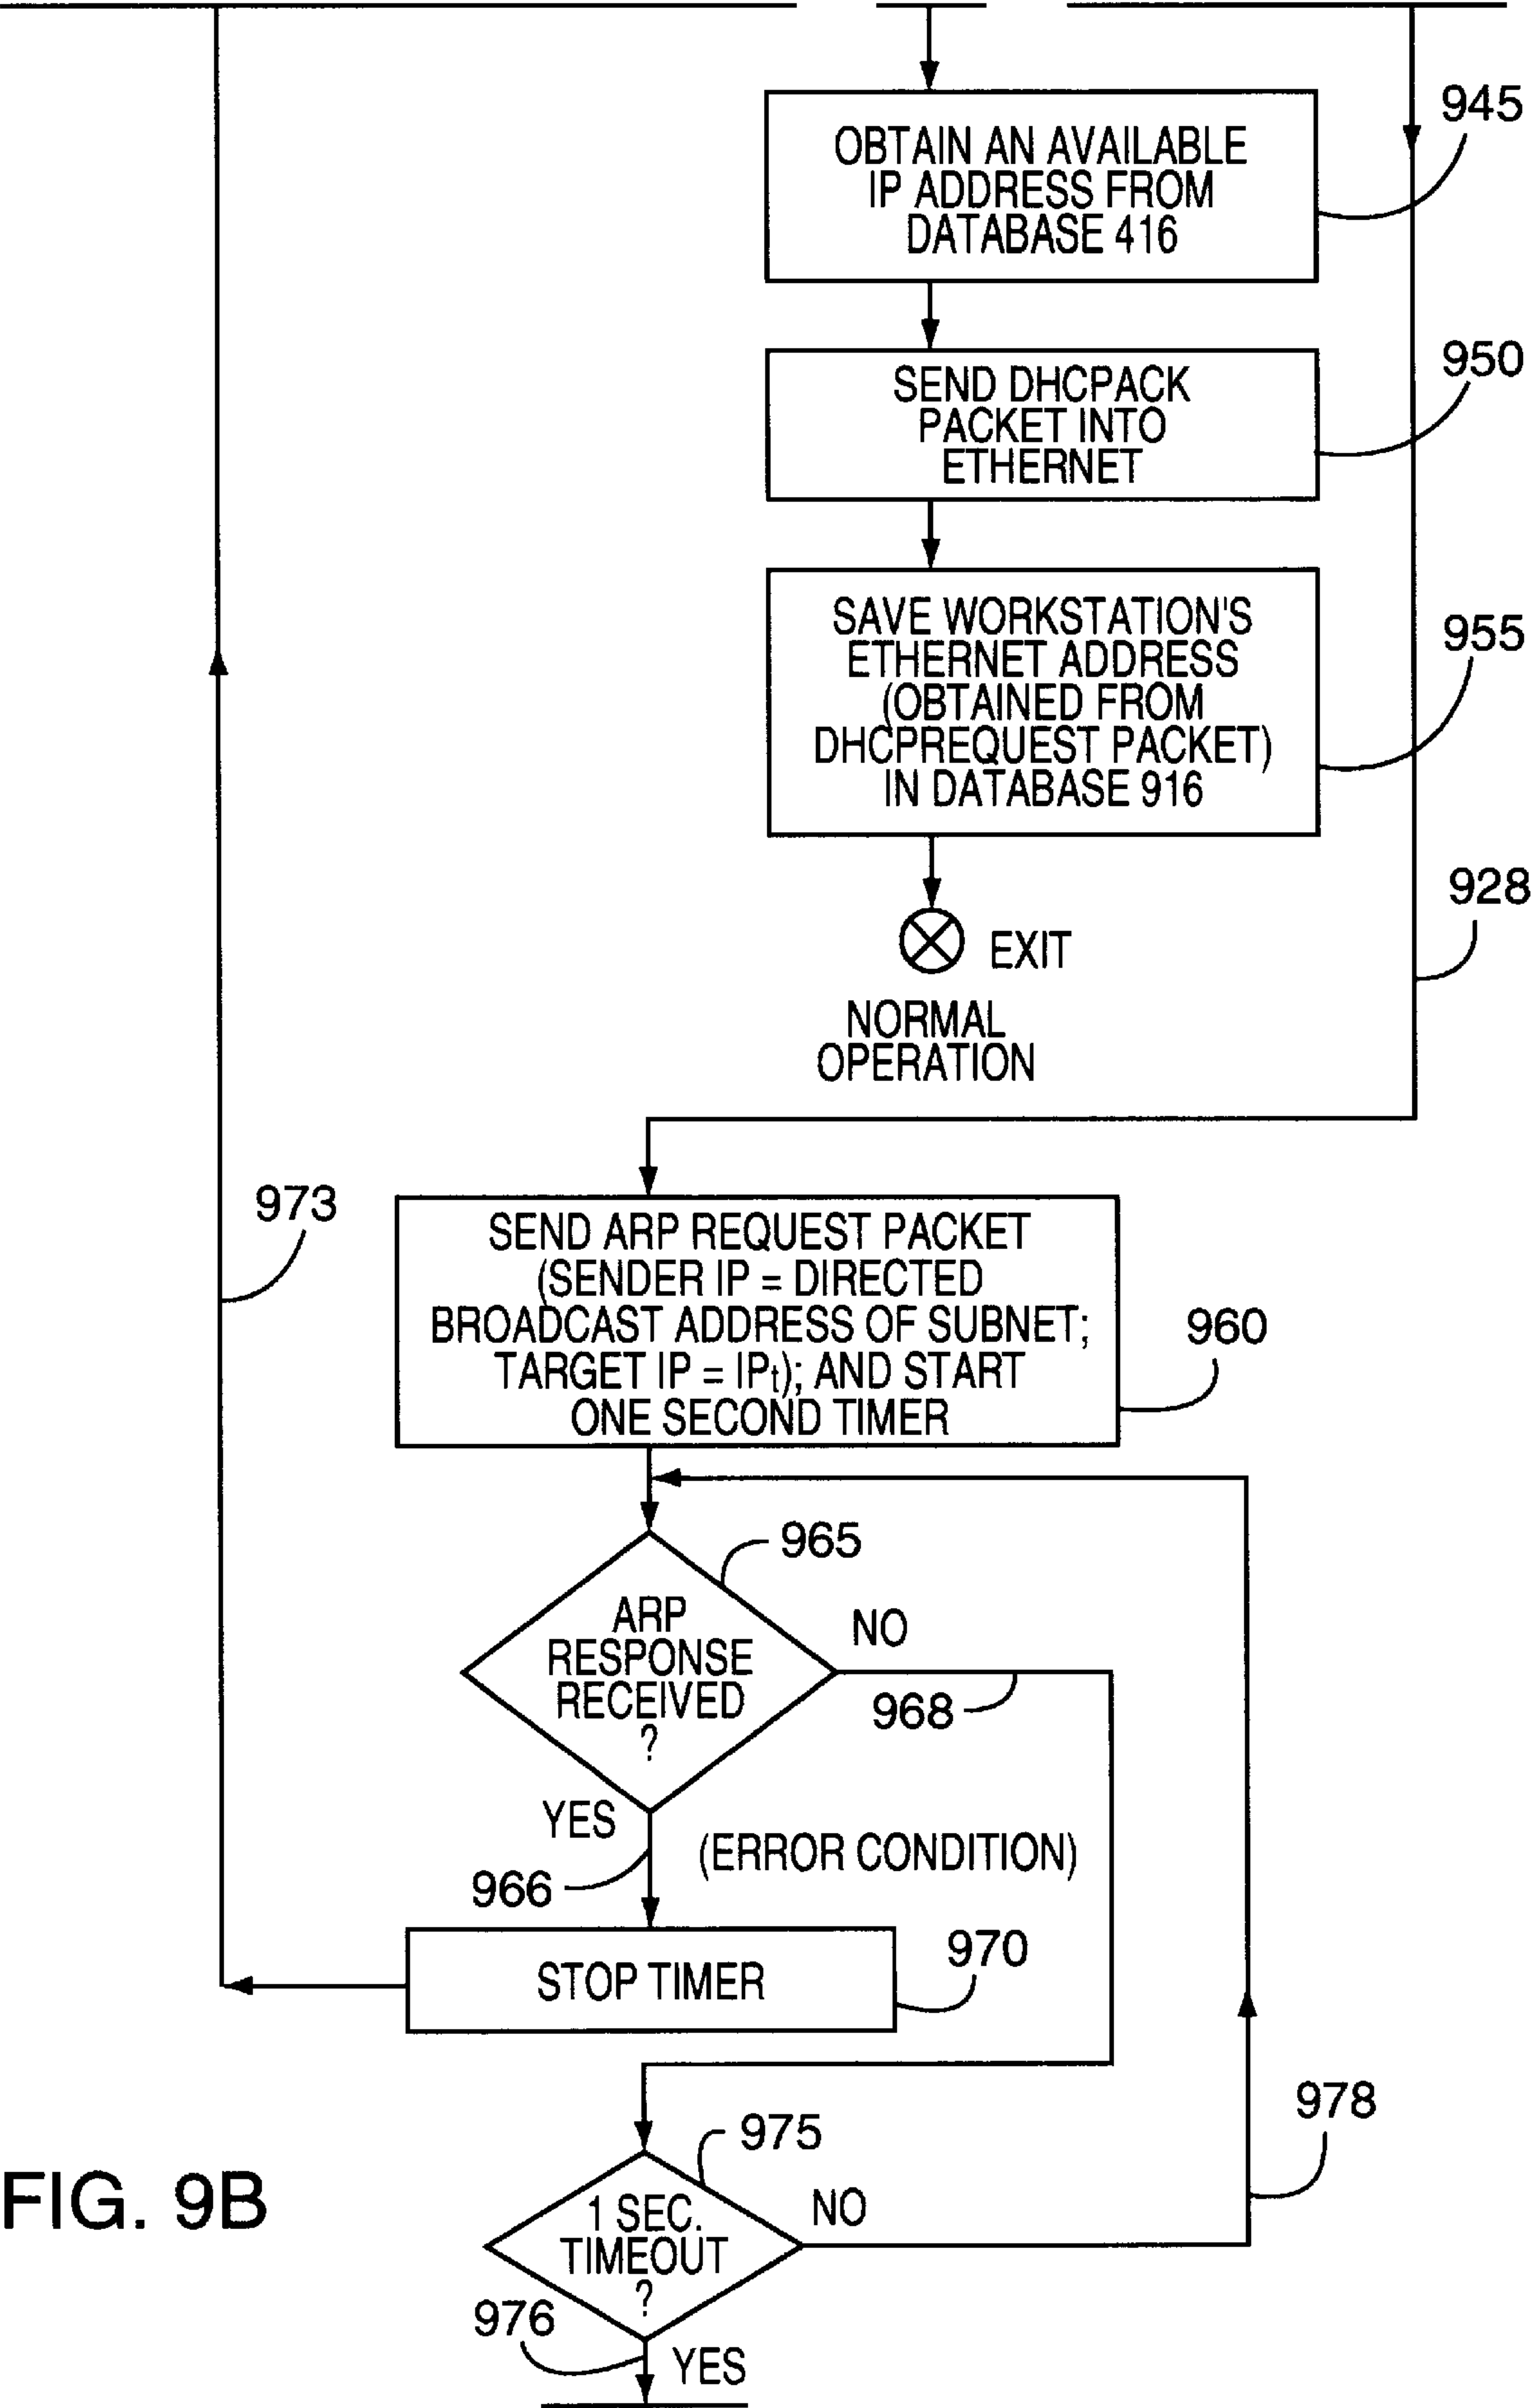 945
OBTAIN AN AVAILABLE
IP ADDRESS FROM
DATABASE 416
950
SEND DHCPACK
PACKET INTO
ETHERNET
955
SAVE WORKSTATION'S
ETHERNET ADDRESS
(OBTAINED FROM
DHCPREQUEST PACKET)
IN DATABASE 916
928
EXIT
NORMAL
OPERATION
973
SEND ARP REQUEST PACKET
(SENDER IP = DIRECTED
BROADCAST ADDRESS OF SUBNET;
TARGET IP = IPt); AND START
ONE SECOND TIMER
960
965
ARP
RESPONSE
RECEIVED
?
NO
968
YES
966
(ERROR CONDITION)
970
STOP TIMER
978
975
1 SEC.
TIMEOUT
?
NO
976
YES
FIG. 9B